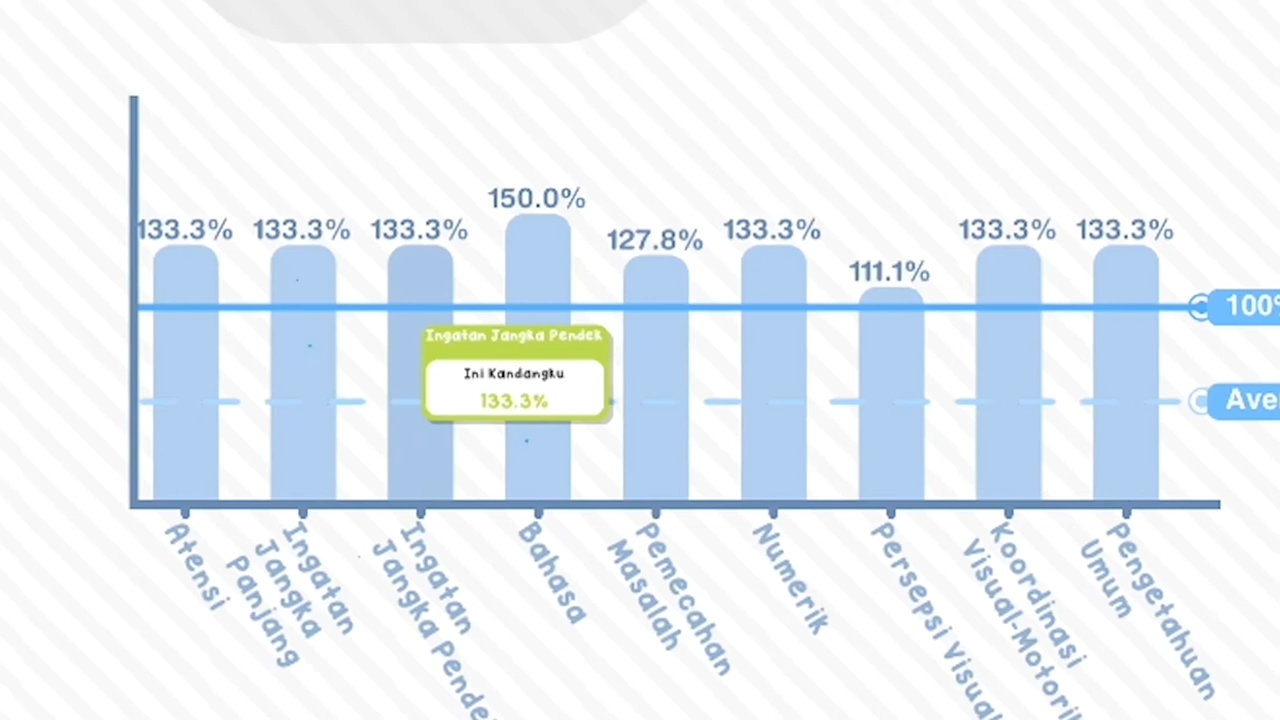 150.0%
133.3% 133.3% 133.3% 127.8% 133.3% 133.3% 133.3%
111.1%
100%
Ingatan Jangka Pendek
Ini Kandangku
133.3%
Atensi
Ingatan
Jangka
Panjang
Ingatan
Jangka
Bahasa
Pemecahan
Masalah
Numerik
Persepsi Visual
Koordinasi
Pengetahuan
Umum